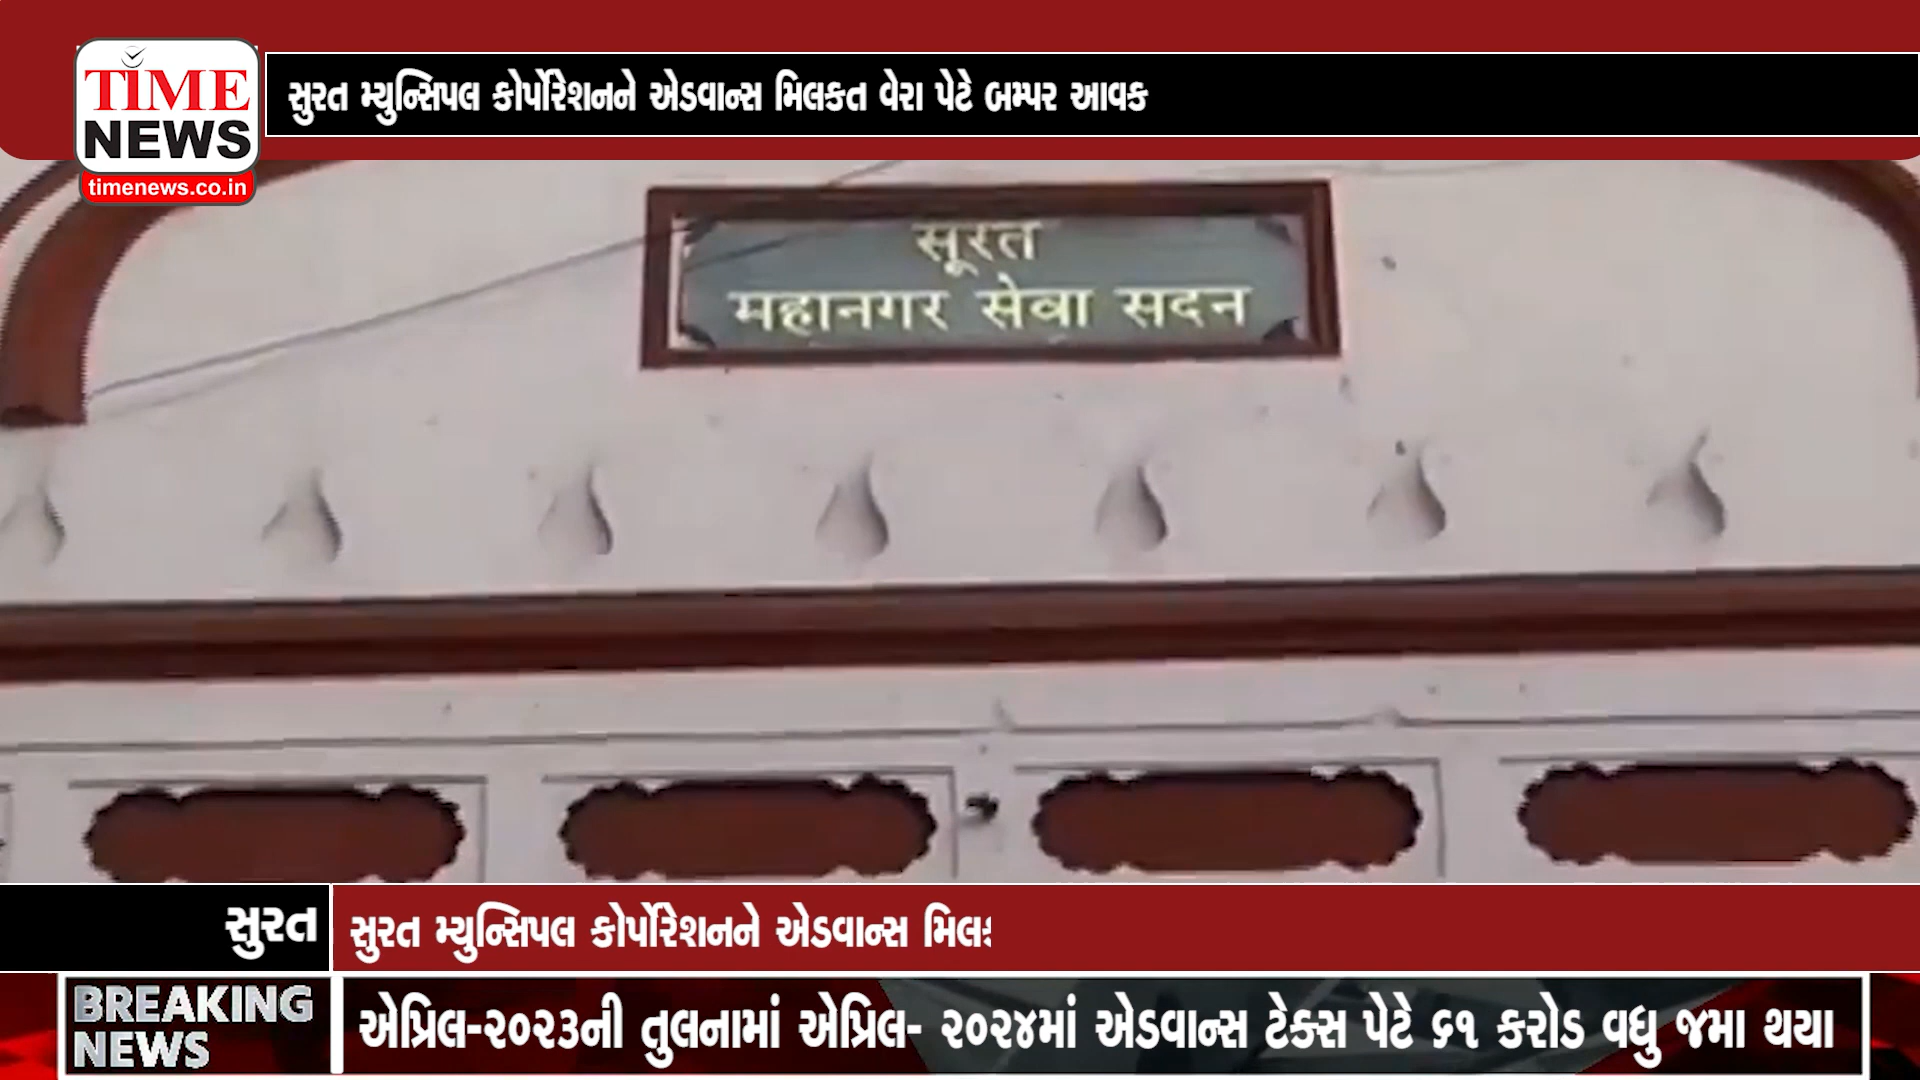 TIME
NEWS
timenews.co.in
સુરત મ્યુન્સિપલ કોર્પોરેશનને એડવાન્સ મિલકત વેરા પેટે બમ્પર આવક
સૂરત
महानगर सेवा सदन
સુરત
સુરત મ્યુન્સિપલ કોર્પોરેશનને એડવાન્સ
BREAKING
NEWS
એપ્રિલ-૨૦૨૩ની તુલનામાં એપ્રિલ- ૨૦૨૪માં એડવાન્સ ટેક્સ પેટે ૬૧ કરોડ વધુ જમા થયા